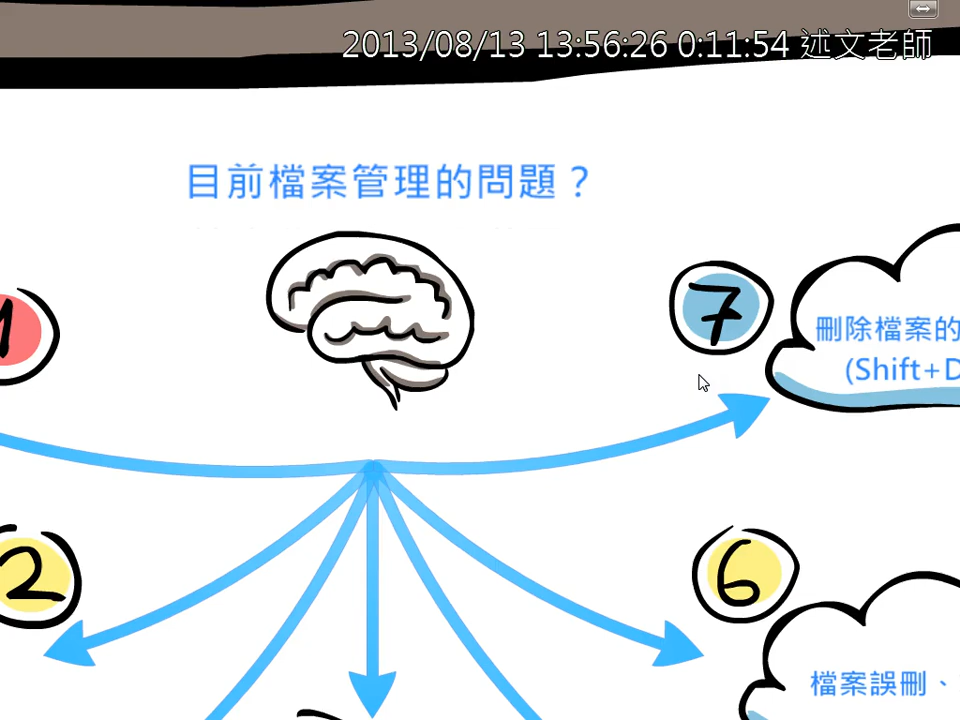 2013/08/13 13:56:26 0:11:54 述文老師
目前檔案管理的問題？
1
7
刪除檔案的
(Shift+D
2
6
檔案誤刪、